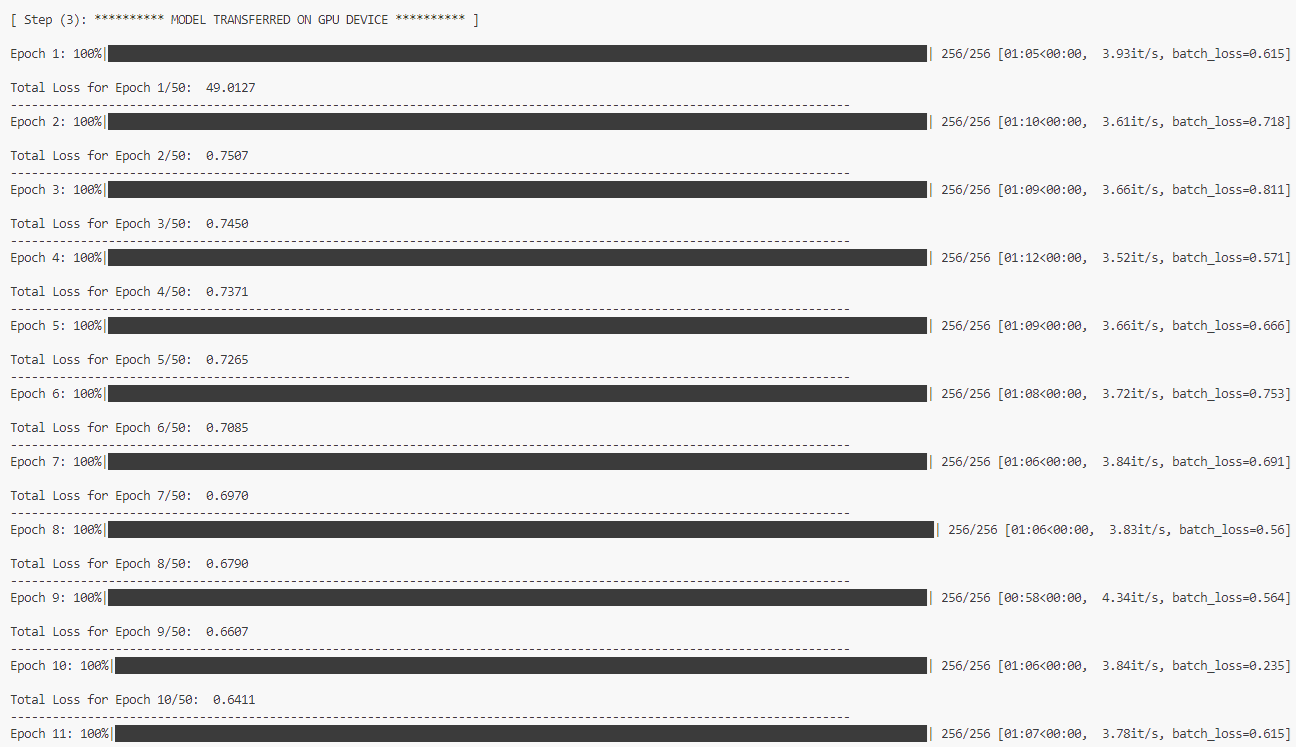 [ Step (3): ********** MODEL TRANSFERRED ON GPU DEVICE ********** ]
Epoch 1: 100%|██████████| 256/256 [01:05<00:00,  3.93it/s, batch_loss=0.615]
Total Loss for Epoch 1/50:  49.0127
------------------------------------------------------------------------------------------------------------------------
Epoch 2: 100%|██████████| 256/256 [01:10<00:00,  3.61it/s, batch_loss=0.718]
Total Loss for Epoch 2/50:  0.7507
------------------------------------------------------------------------------------------------------------------------
Epoch 3: 100%|██████████| 256/256 [01:09<00:00,  3.66it/s, batch_loss=0.811]
Total Loss for Epoch 3/50:  0.7450
------------------------------------------------------------------------------------------------------------------------
Epoch 4: 100%|██████████| 256/256 [01:12<00:00,  3.52it/s, batch_loss=0.571]
Total Loss for Epoch 4/50:  0.7371
------------------------------------------------------------------------------------------------------------------------
Epoch 5: 100%|██████████| 256/256 [01:09<00:00,  3.66it/s, batch_loss=0.666]
Total Loss for Epoch 5/50:  0.7265
------------------------------------------------------------------------------------------------------------------------
Epoch 6: 100%|██████████| 256/256 [01:08<00:00,  3.72it/s, batch_loss=0.753]
Total Loss for Epoch 6/50:  0.7085
------------------------------------------------------------------------------------------------------------------------
Epoch 7: 100%|██████████| 256/256 [01:06<00:00,  3.84it/s, batch_loss=0.691]
Total Loss for Epoch 7/50:  0.6970
------------------------------------------------------------------------------------------------------------------------
Epoch 8: 100%|██████████| 256/256 [01:06<00:00,  3.83it/s, batch_loss=0.56]
Total Loss for Epoch 8/50:  0.6790
------------------------------------------------------------------------------------------------------------------------
Epoch 9: 100%|██████████| 256/256 [00:58<00:00,  4.34it/s, batch_loss=0.564]
Total Loss for Epoch 9/50:  0.6607
------------------------------------------------------------------------------------------------------------------------
Epoch 10: 100%|██████████| 256/256 [01:06<00:00,  3.84it/s, batch_loss=0.235]
Total Loss for Epoch 10/50:  0.6411
------------------------------------------------------------------------------------------------------------------------
Epoch 11: 100%|██████████| 256/256 [01:07<00:00,  3.78it/s, batch_loss=0.615]